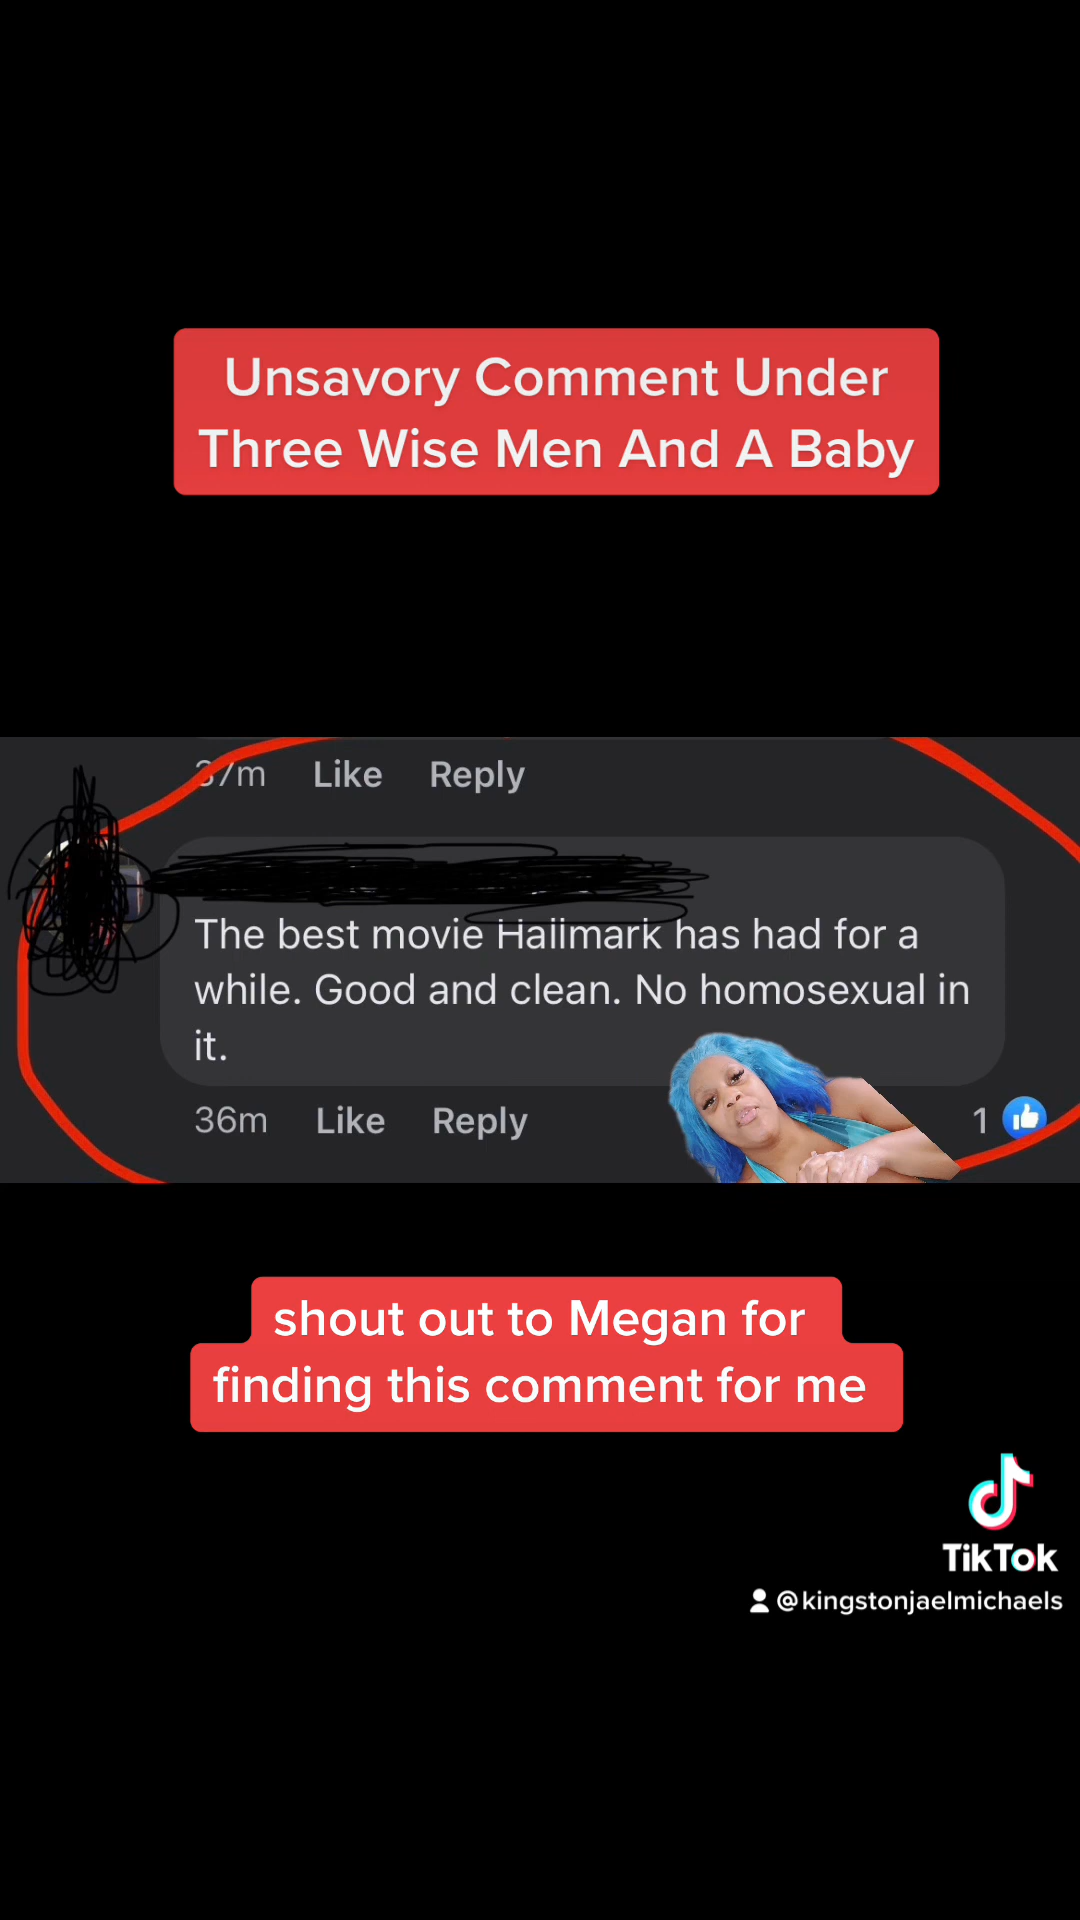 Unsavory Comment Under
Three Wise Men And A Baby
37m Like Reply
The best movie Hallmark has had for a
while. Good and clean. No homosexual in
it.
36m Like Reply 1
shout out to Megan for
finding this comment for me
TikTok
@kingstonjaelmichaels